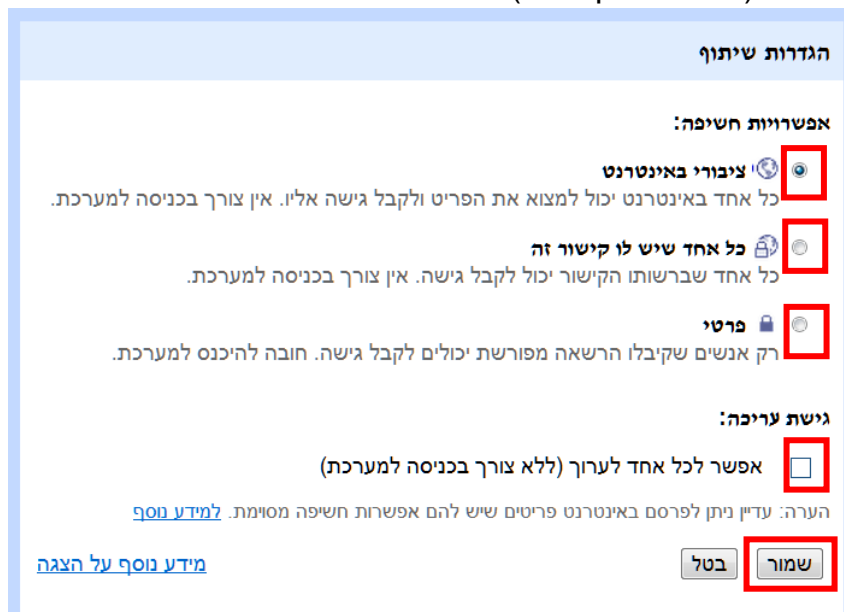 הגדרות שיתוף
אפשרויות חשיפה:
ציבורי באינטרנט
כל אחד באינטרנט יכול למצוא את הפריט ולקבל גישה אליו. אין צורך בכניסה למערכת.
כל אחד שיש לו קישור זה
כל אחד שברשותו הקישור יכול לקבל גישה. אין צורך בכניסה למערכת.
פרטי
רק אנשים שקיבלו הרשאה מפורשת יכולים לקבל גישה. חובה להיכנס למערכת.
גישת עריכה:
אפשר לכל אחד לערוך (ללא צורך בכניסה למערכת)
הערה: עדיין ניתן לפרסם באינטרנט פריטים שיש להם אפשרות חשיפה מסוימת. למידע נוסף
שמור בטל מידע נוסף על הצגה